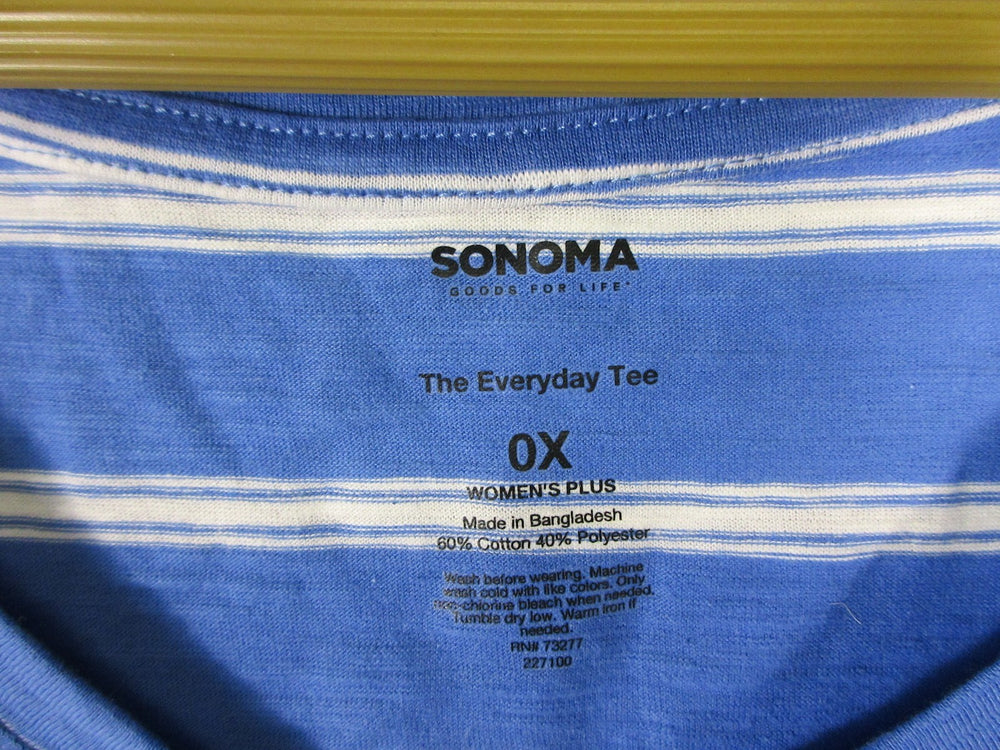 SONOMA
GOODS FOR LIFE™
The Everyday Tee
0X
WOMEN'S PLUS
Made in Bangladesh
60% Cotton 40% Polyester
Wash before wearing. Machine
wash cold with like colors. Only
non-chlorine bleach when needed.
Tumble dry low. Warm iron if
needed.
RN# 73277
227100